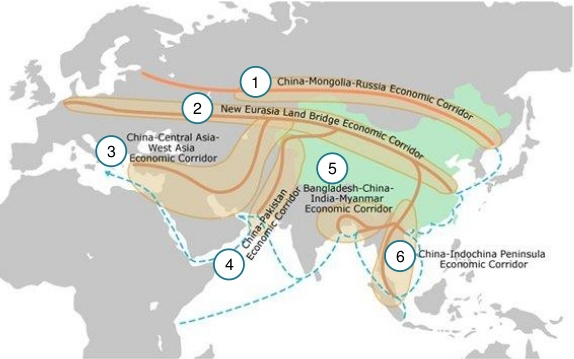 1
China-Mongolia-Russia Economic Corridor
2
New Eurasia Land Bridge Economic Corridor
3
China-Central Asia-
West Asia
Economic Corridor
4
China-Pakistan
Economic Corridor
5
Bangladesh-China-
India-Myanmar
Economic Corridor
6
China-Indochina Peninsula
Economic Corridor